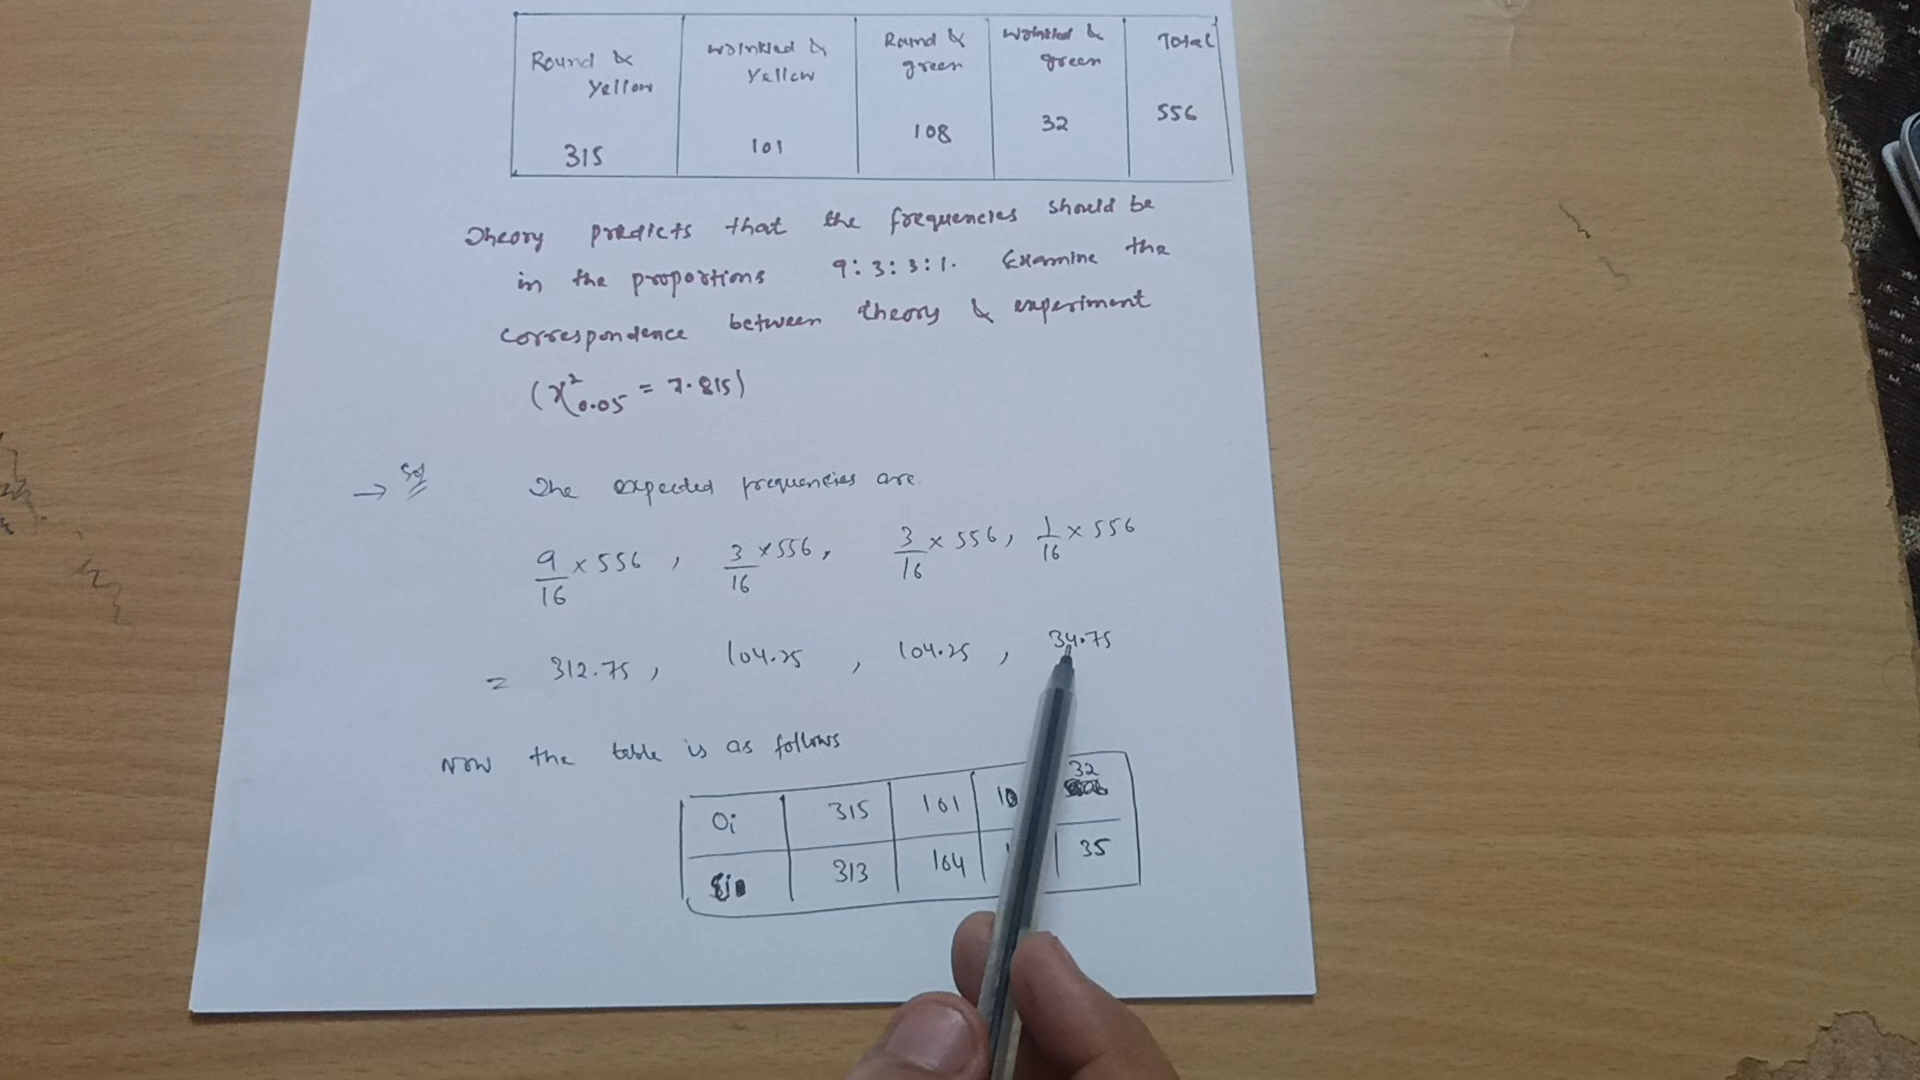 Round & wrinkled & Round & wrinkled & Total
Yellow Yellow green green
315 101 108 32 556
Theory predicts that the frequencies should be
in the proportions 9:3:3:1. Examine the
correspondence between theory & experiment
(χ²0.05 = 7.815)
→ Sol The expected frequencies are
9/16 × 556, 3/16 × 556, 3/16 × 556, 1/16 × 556
= 312.75, 104.25, 104.25, 34.75
Now the table is as follows
Oi 315 101 10 32
313 104 35